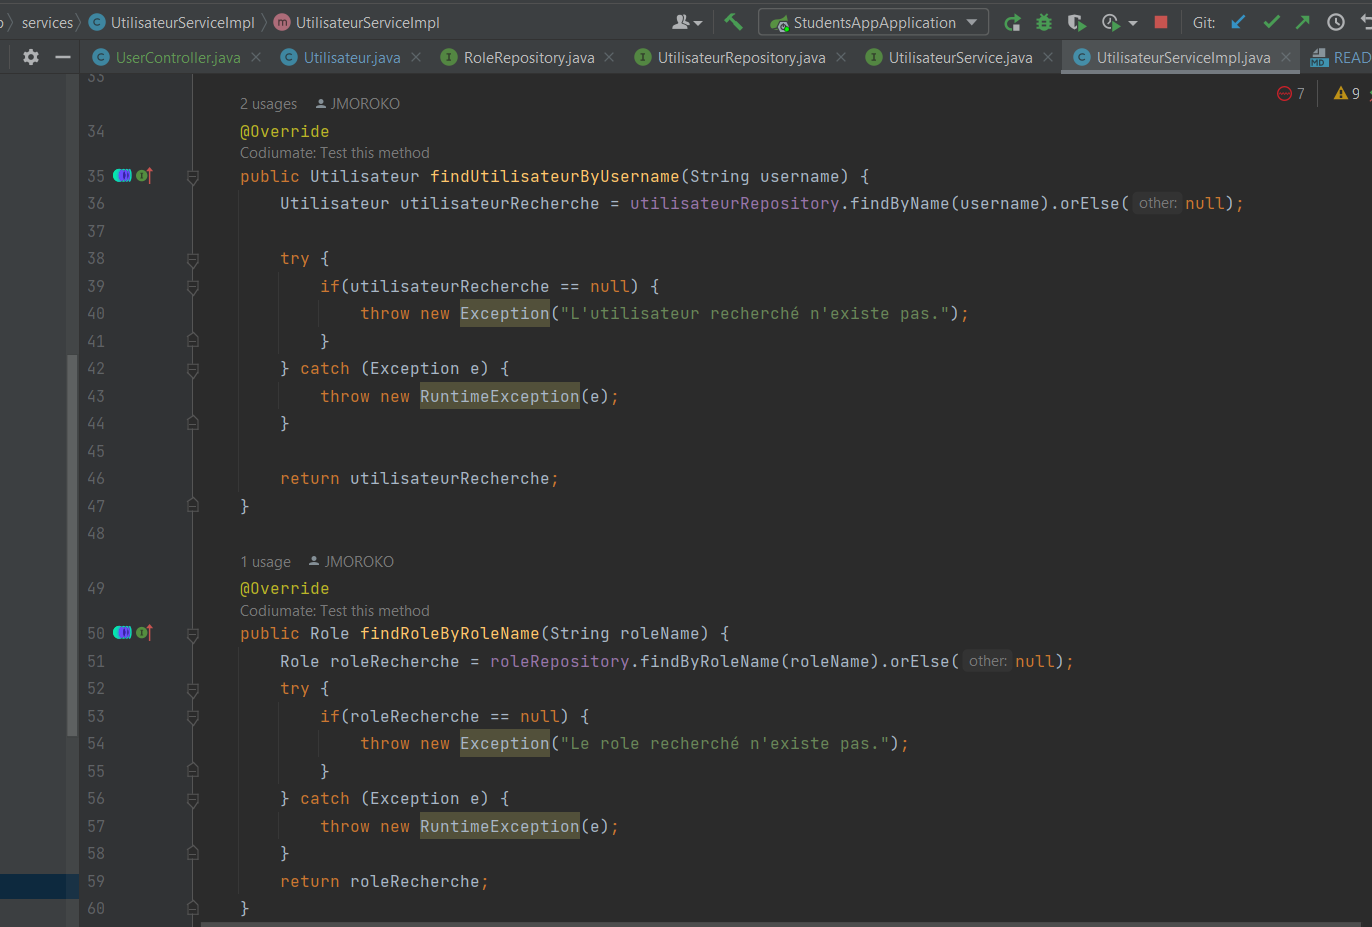 services UtilisateurServiceImpl UtilisateurServiceImpl StudentsAppApplication Git:
UserController.java Utilisateur.java RoleRepository.java UtilisateurRepository.java UtilisateurService.java UtilisateurServiceImpl.java READ
33
2 usages JMOROKO 7 9
34 @Override
Codiumate: Test this method
35 public Utilisateur findUtilisateurByUsername(String username) {
36 Utilisateur utilisateurRecherche = utilisateurRepository.findByName(username).orElse( other: null);
37
38 try {
39 if(utilisateurRecherche == null) {
40 throw new Exception("L'utilisateur recherché n'existe pas.");
41 }
42 } catch (Exception e) {
43 throw new RuntimeException(e);
44 }
45
46 return utilisateurRecherche;
47 }
48
1 usage JMOROKO
49 @Override
Codiumate: Test this method
50 public Role findRoleByRoleName(String roleName) {
51 Role roleRecherche = roleRepository.findByRoleName(roleName).orElse( other: null);
52 try {
53 if(roleRecherche == null) {
54 throw new Exception("Le role recherché n'existe pas.");
55 }
56 } catch (Exception e) {
57 throw new RuntimeException(e);
58 }
59 return roleRecherche;
60 }